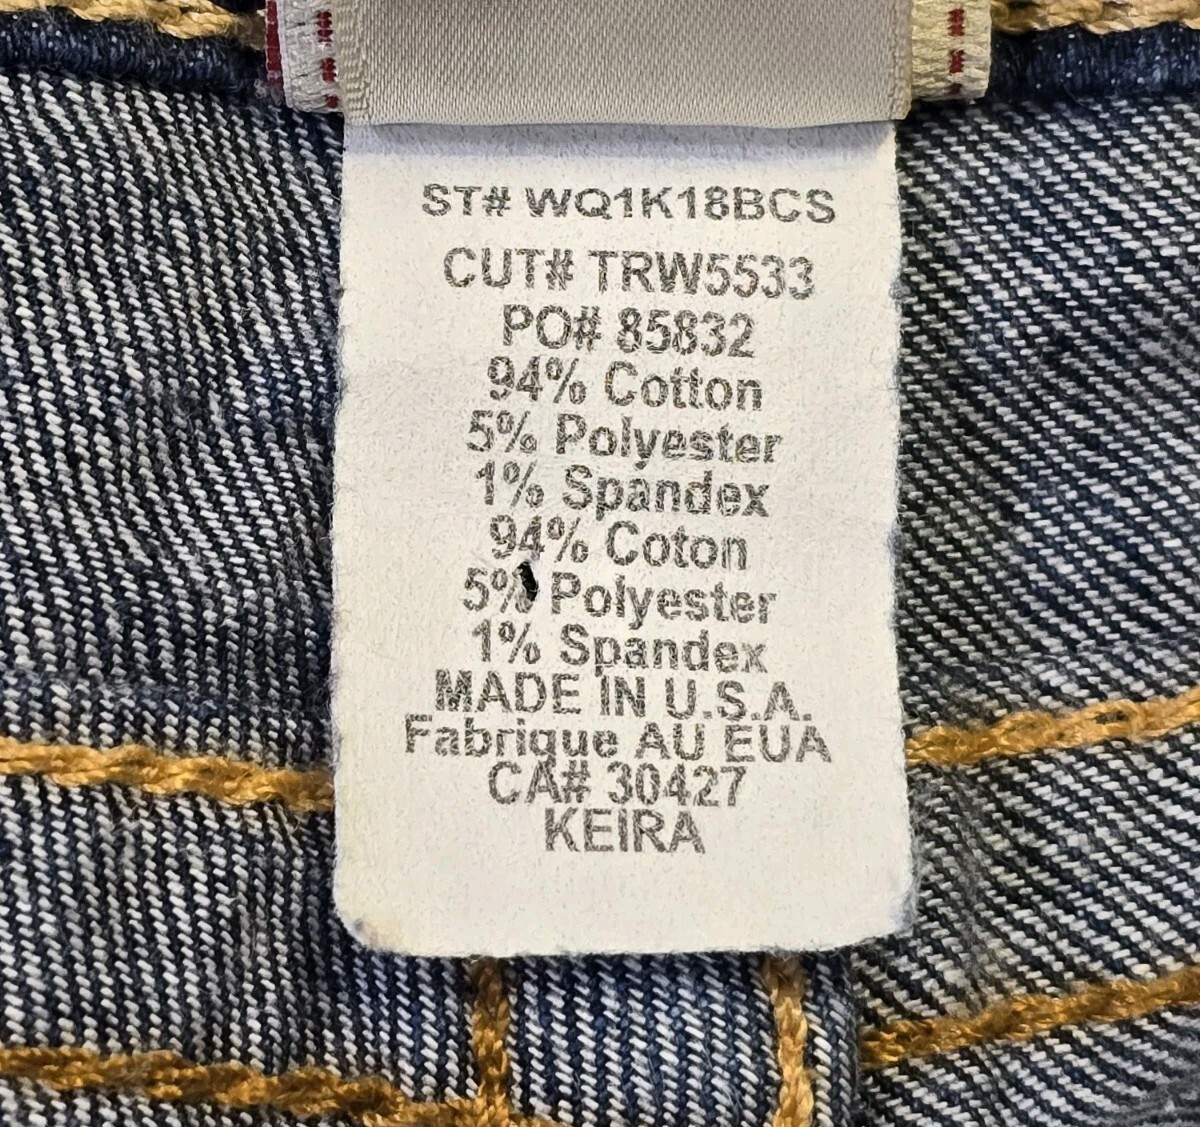 ST# WQ1K18BCS
CUT# TRW5533
PO# 85832
94% Cotton
5% Polyester
1% Spandex
94% Coton
5% Polyester
1% Spandex
MADE IN U.S.A.
Fabrique AU EUA
CA# 30427
KEIRA